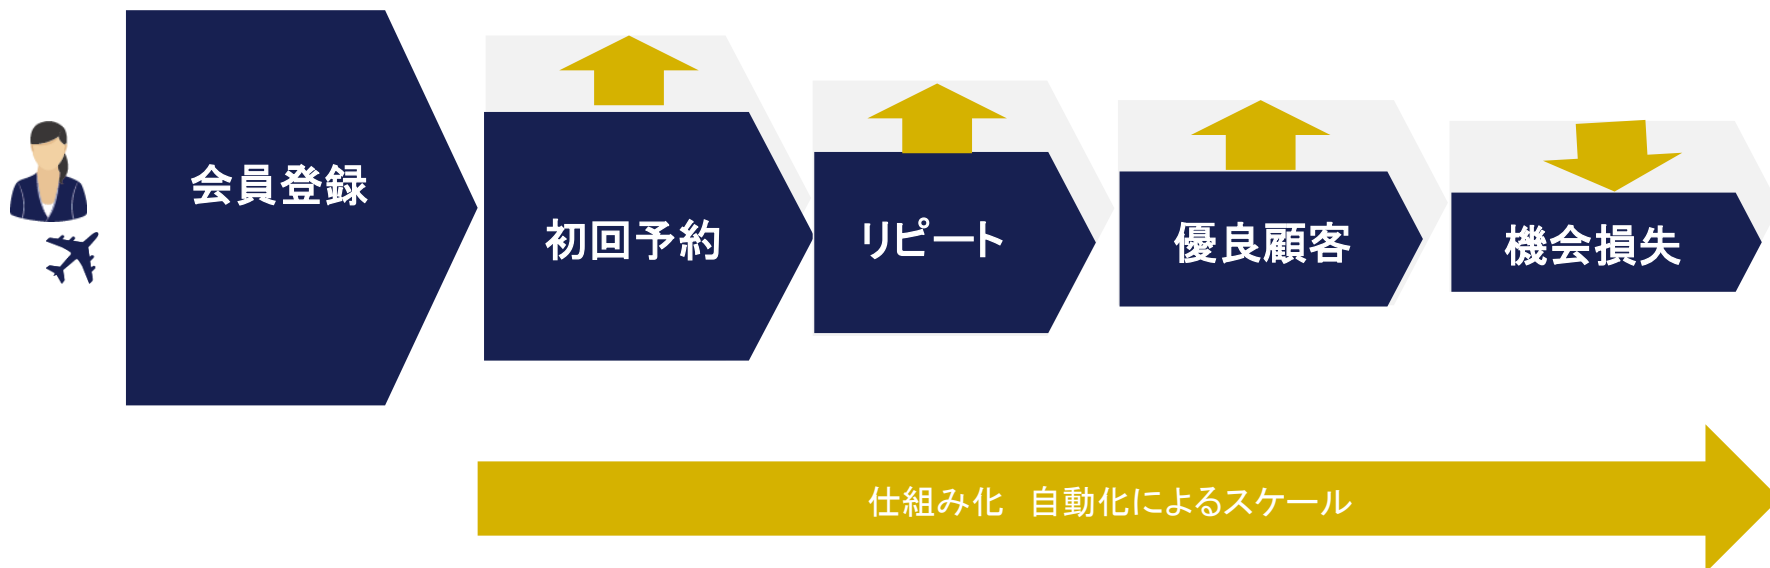 会員登録
初回予約
リピート
優良顧客
機会損失
仕組み化　自動化によるスケール